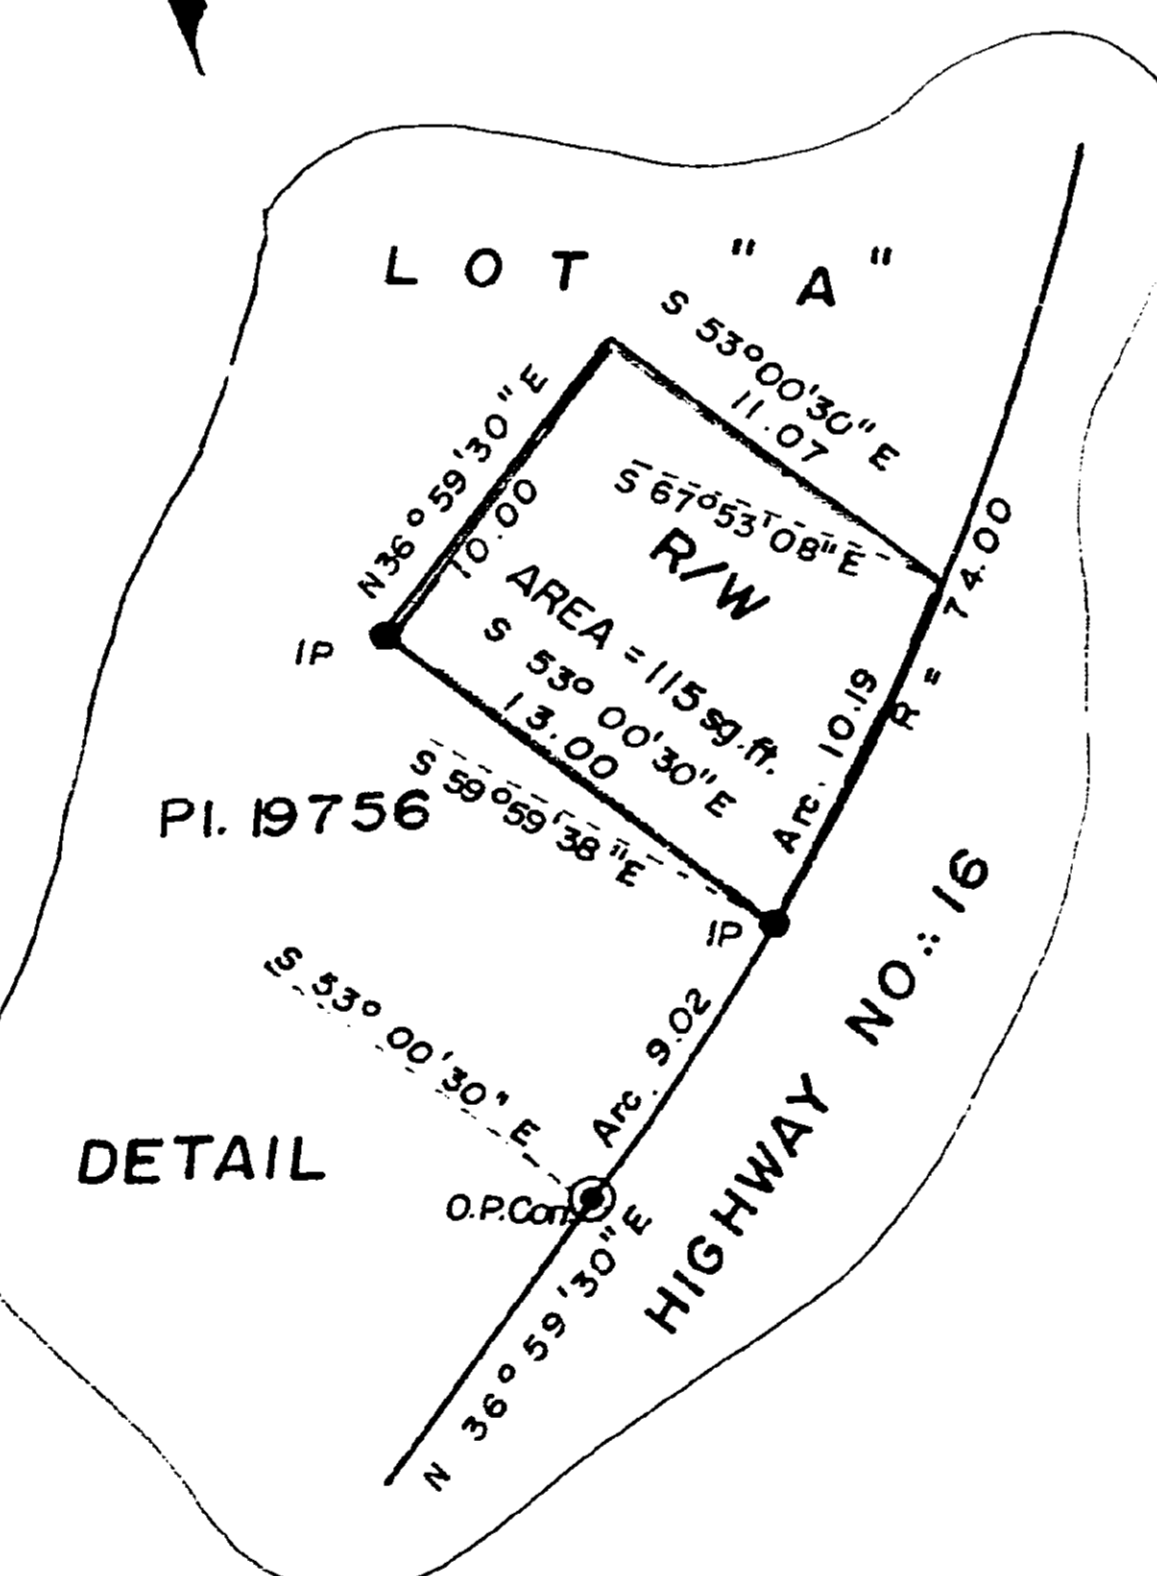 LOT "A"
S 53°00'30" E
11.07
N 36° 59' 30" E
10.00
S 67°53'08" E
R/W
AREA = 115 sq. ft.
IP
S 53° 00' 30" E
13.00
S 59°59'38" E
Arc. 10.19
R = 74.00
Pl. 19756
IP
HIGHWAY NO.: 16
S 53° 00' 30" E
Arc. 9.02
DETAIL
O.P.Con.
N 36° 59' 30" E